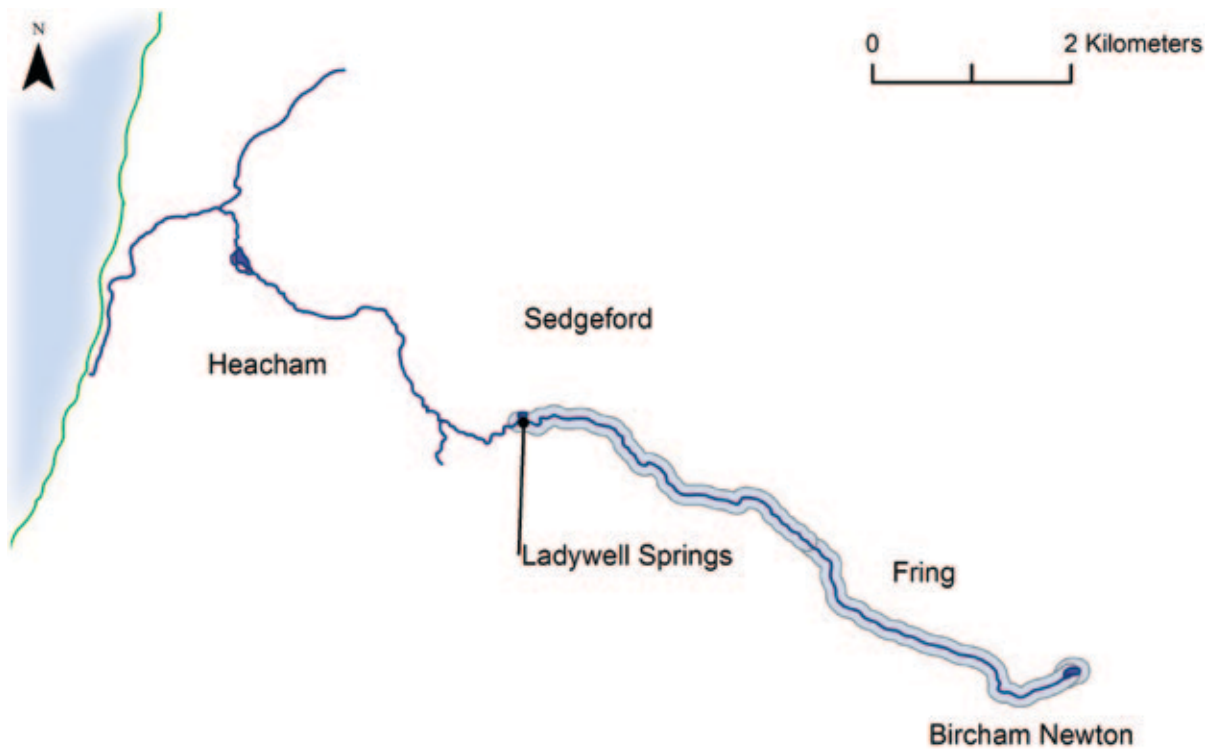 N
0 2 Kilometers
Sedgeford
Heacham
Ladywell Springs
Fring
Bircham Newton